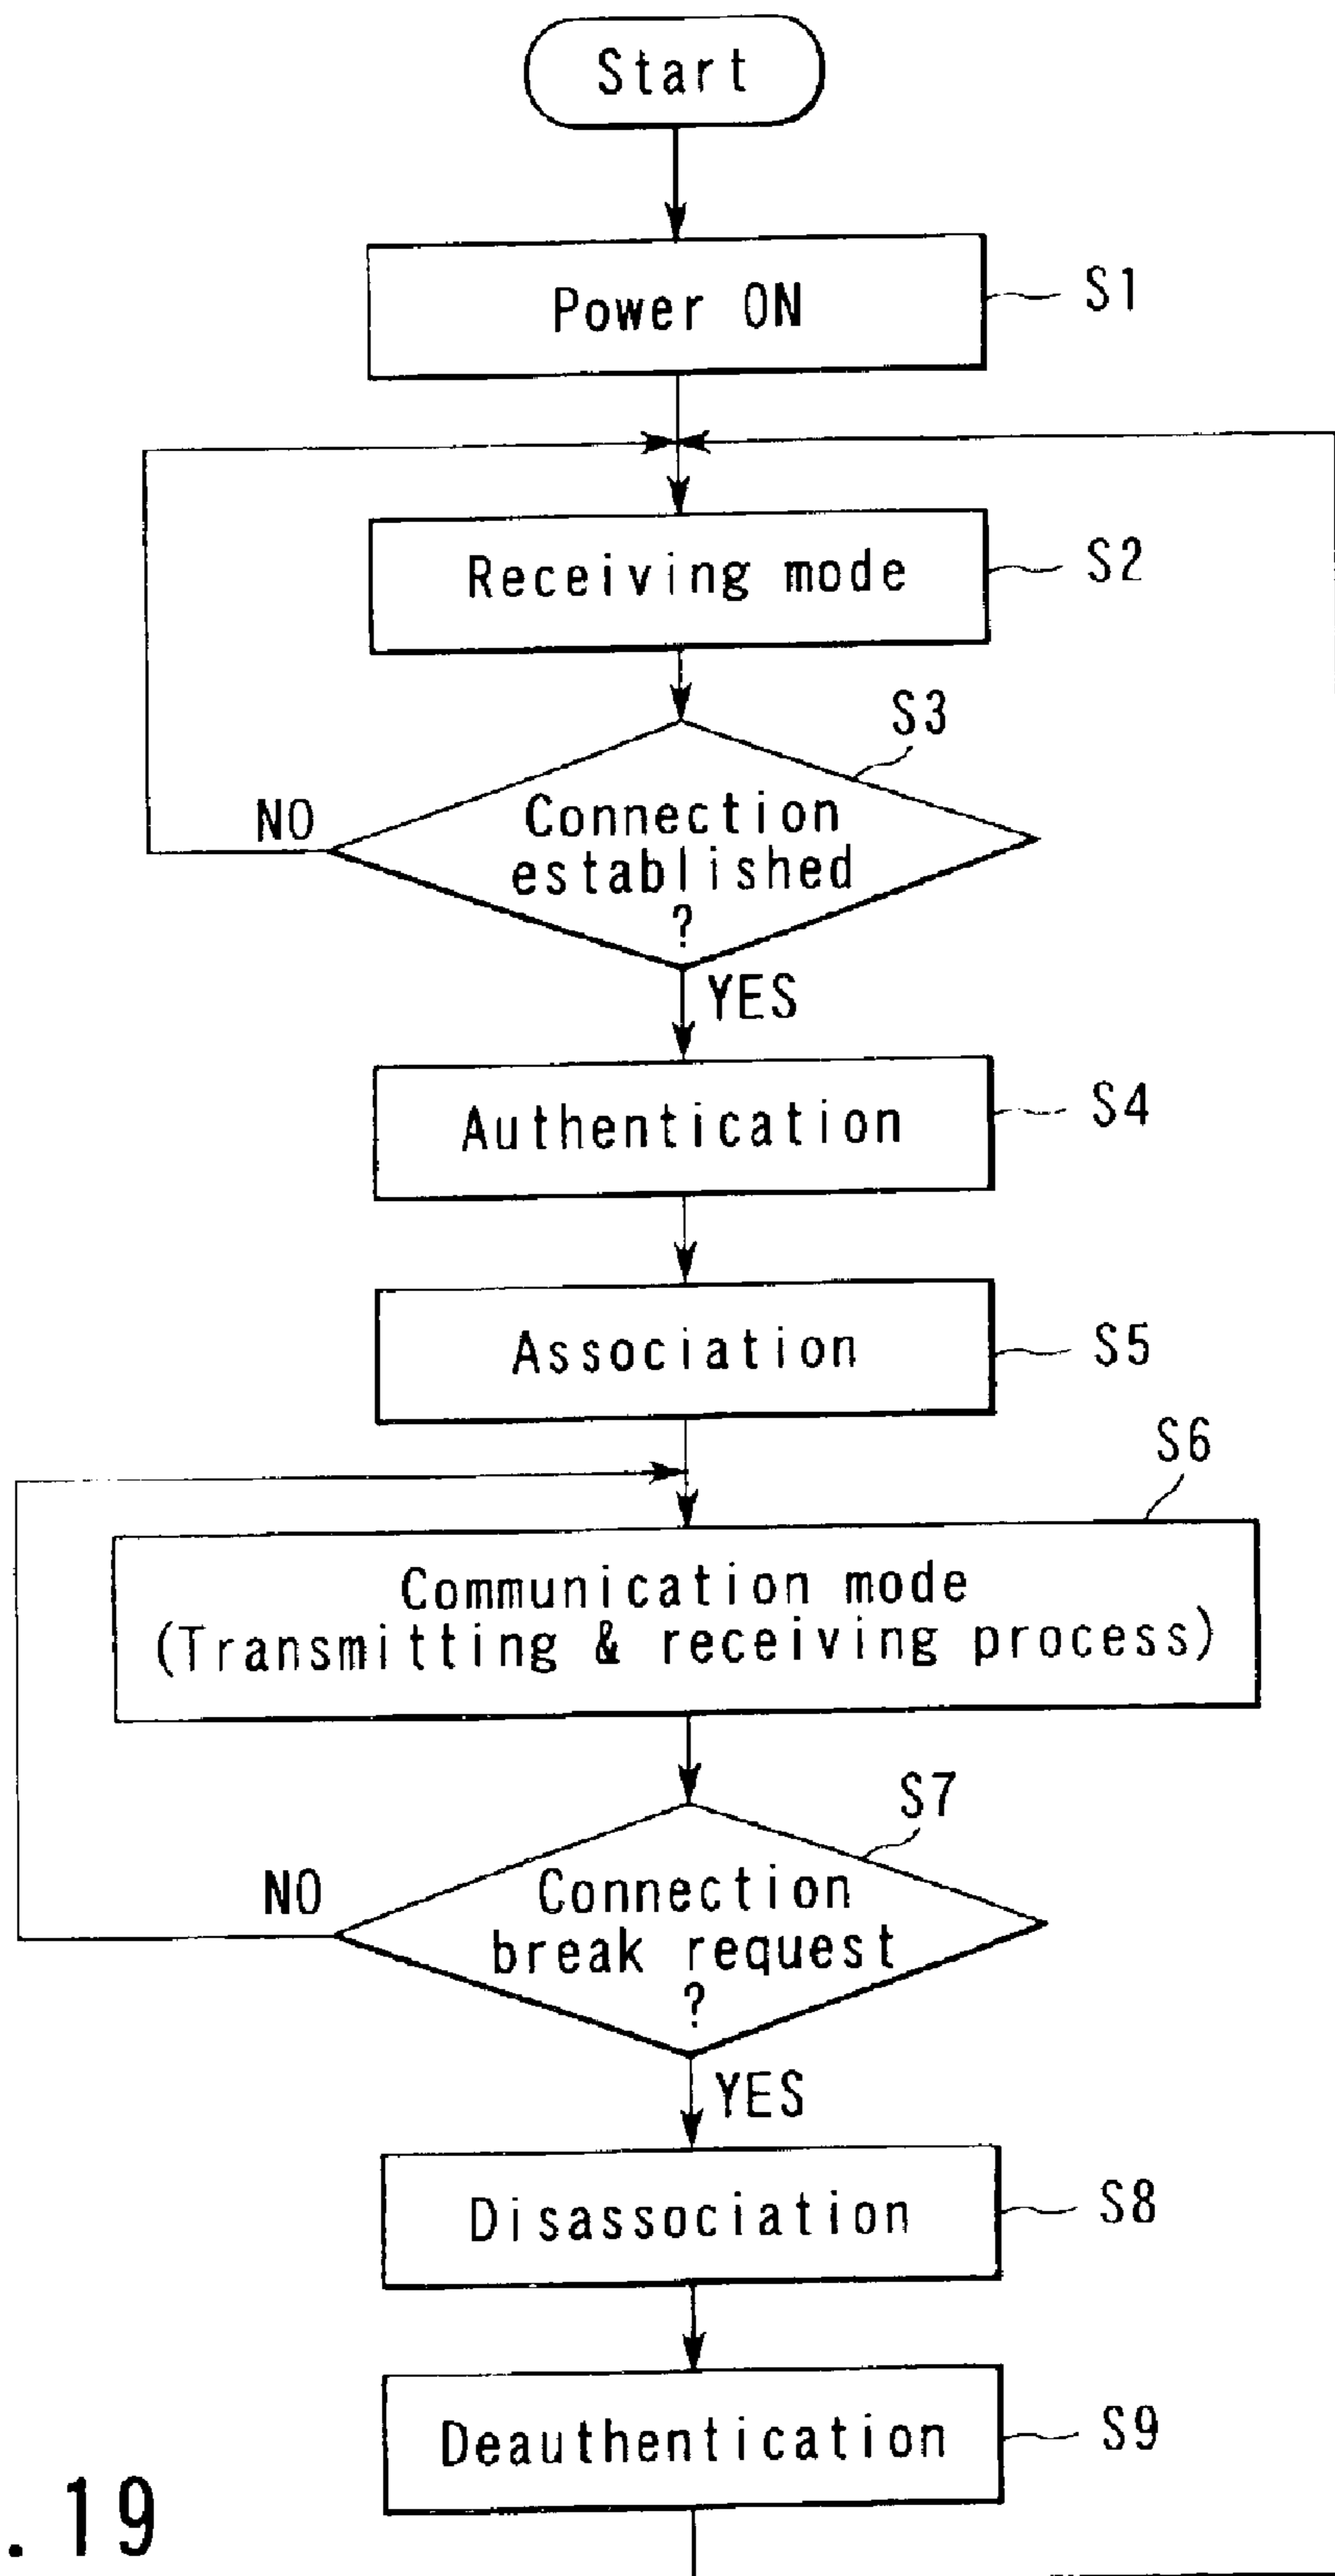 Start
Power ON
S1
Receiving mode
S2
S3
Connection
established
?
NO
YES
Authentication
S4
Association
S5
S6
Communication mode
(Transmitting & receiving process)
S7
Connection
break request
?
NO
YES
Disassociation
S8
Deauthentication
S9
.19